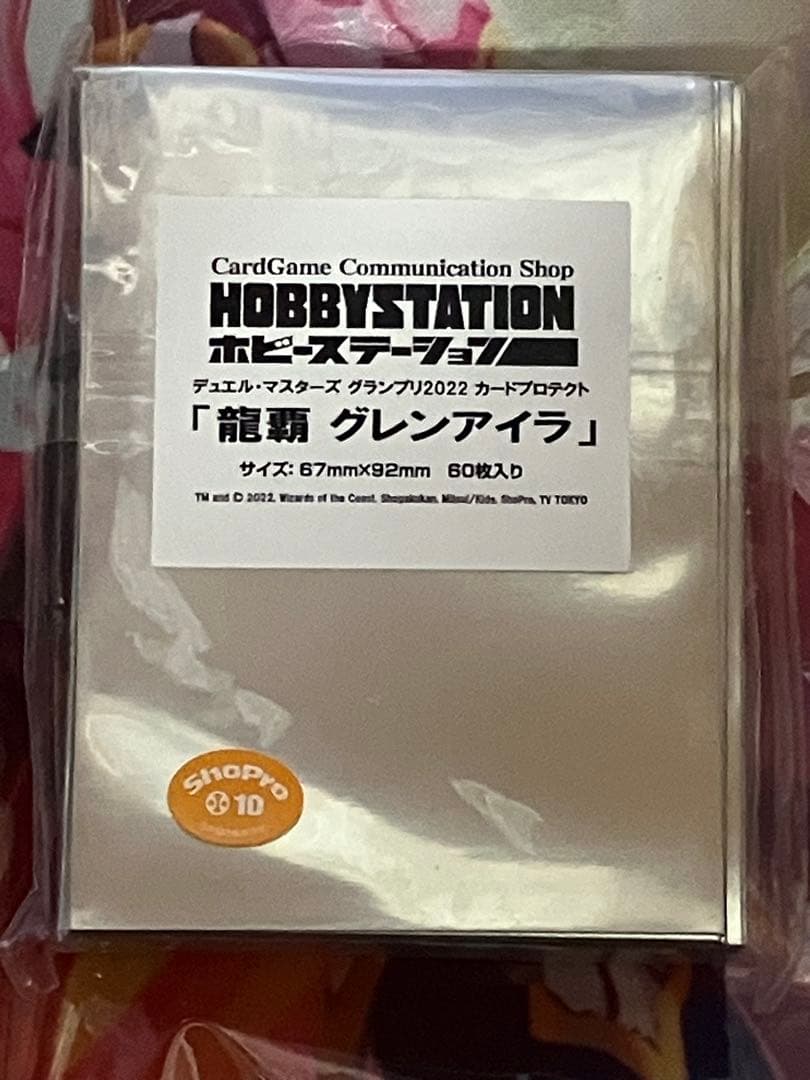 CardGame Communication Shop
HOBBYSTATION
ホビーステーション
デュエル・マスターズ グランプリ2022 カードプロテクト
「龍覇 グレンアイラ」
サイズ：67mm×92mm 60枚入り
TM and © 2022, Wizards of the Coast, Shogakukan, Mitsui/Kids, ShoPro, TV TOKYO
ShoPro
10